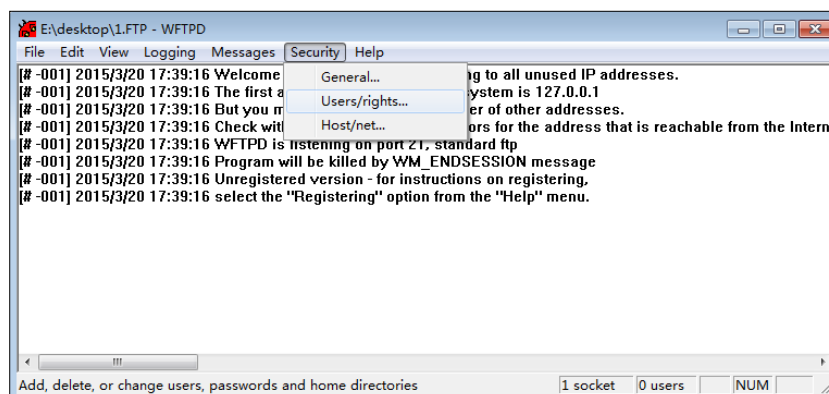 E:\desktop\1.FTP - WFTPD
File Edit View Logging Messages Security Help
General...
Users/rights...
Host/net...
[# -001] 2015/3/20 17:39:16 Welcome ng to all unused IP addresses.
[# -001] 2015/3/20 17:39:16 The first a ystem is 127.0.0.1
[# -001] 2015/3/20 17:39:16 But you m er of other addresses.
[# -001] 2015/3/20 17:39:16 Check wit ors for the address that is reachable from the Intern
[# -001] 2015/3/20 17:39:16 WFTPD is listening on port 21, standard ftp
[# -001] 2015/3/20 17:39:16 Program will be killed by WM_ENDSESSION message
[# -001] 2015/3/20 17:39:16 Unregistered version - for instructions on registering,
[# -001] 2015/3/20 17:39:16 select the "Registering" option from the "Help" menu.
Add, delete, or change users, passwords and home directories 1 socket 0 users NUM